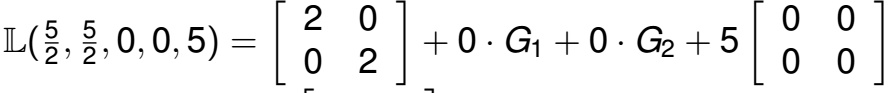 𝕃(5/2, 5/2, 0, 0, 5) = [ 2 0 ; 0 2 ] + 0 · G₁ + 0 · G₂ + 5 [ 0 0 ; 0 0 ]